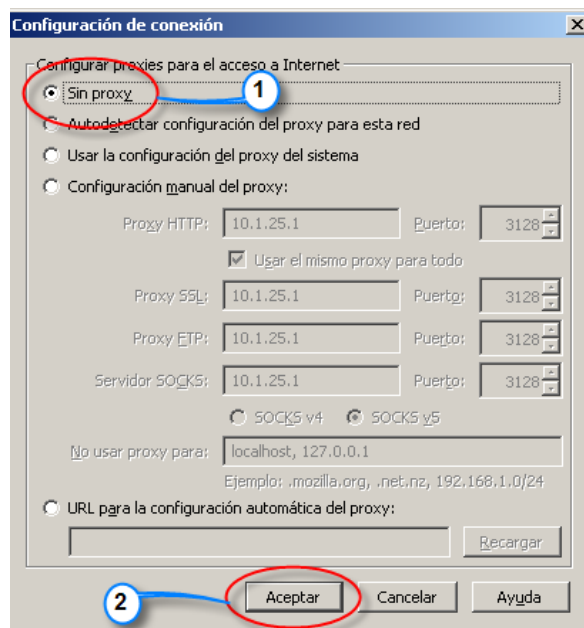 Configuración de conexión
Configurar proxies para el acceso a Internet
Sin proxy
1
Autodetectar configuración del proxy para esta red
Usar la configuración del proxy del sistema
Configuración manual del proxy:
Proxy HTTP: 10.1.25.1 Puerto: 3128
Usar el mismo proxy para todo
Proxy SSL: 10.1.25.1 Puerto: 3128
Proxy FTP: 10.1.25.1 Puerto: 3128
Servidor SOCKS: 10.1.25.1 Puerto: 3128
SOCKS v4 SOCKS v5
No usar proxy para: localhost, 127.0.0.1
Ejemplo: .mozilla.org, .net.nz, 192.168.1.0/24
URL para la configuración automática del proxy:
Recargar
2 Aceptar Cancelar Ayuda